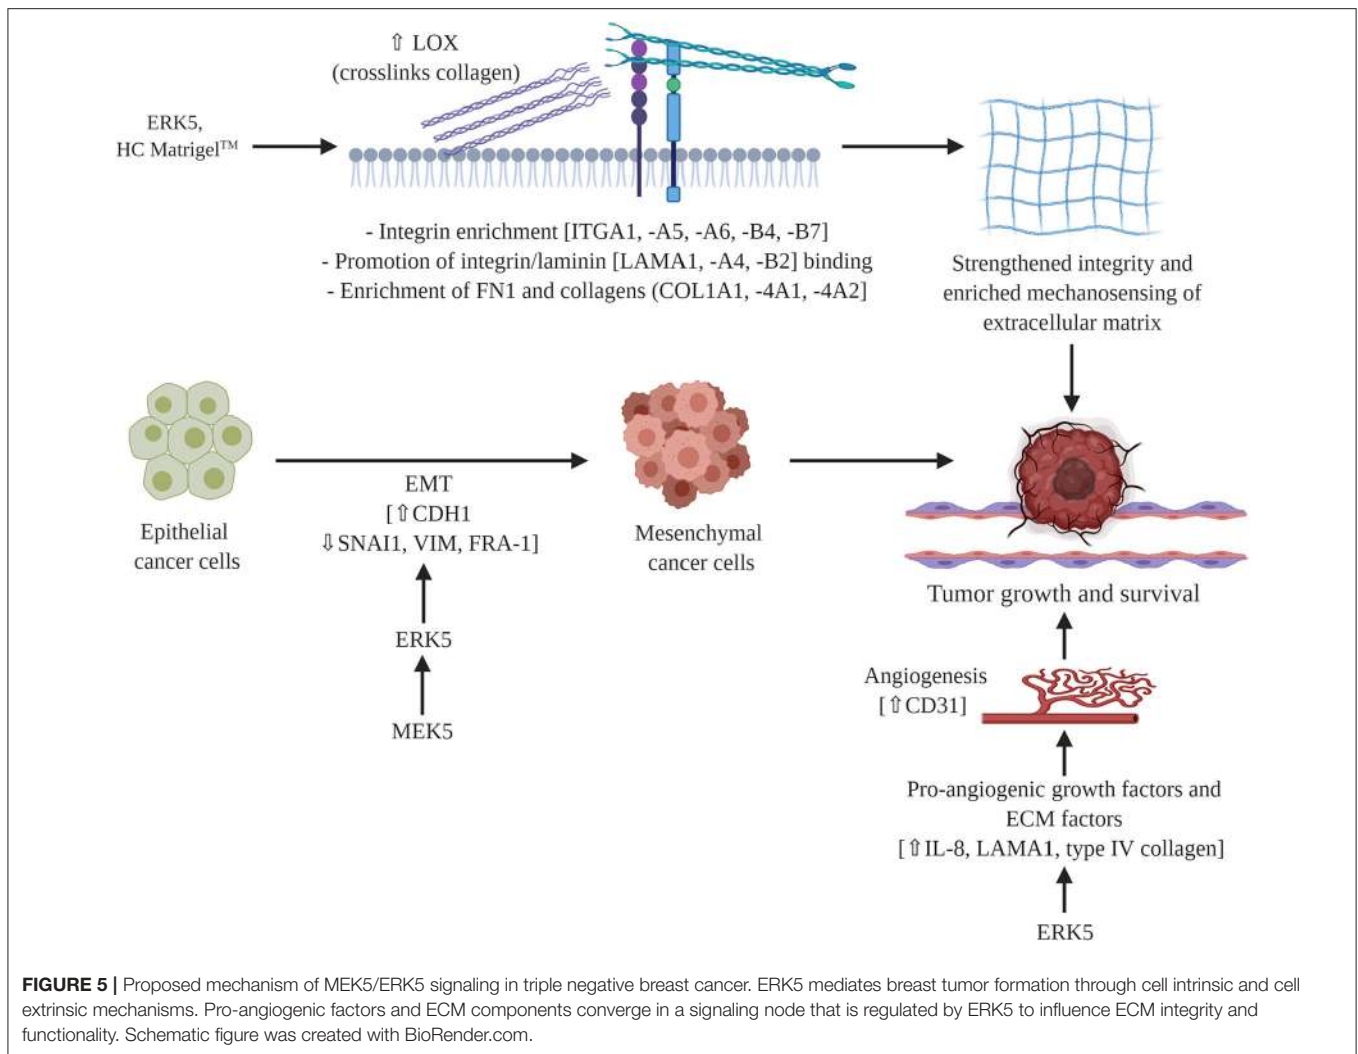 ⇧ LOX
(crosslinks collagen)
ERK5,
HC Matrigel™
- Integrin enrichment [ITGA1, -A5, -A6, -B4, -B7]
- Promotion of integrin/laminin [LAMA1, -A4, -B2] binding
- Enrichment of FN1 and collagens (COL1A1, -4A1, -4A2]
Strengthened integrity and
enriched mechanosensing of
extracellular matrix
Epithelial
cancer cells
EMT
[⇧CDH1
⇩SNAI1, VIM, FRA-1]
ERK5
MEK5
Mesenchymal
cancer cells
Tumor growth and survival
Angiogenesis
[⇧CD31]
Pro-angiogenic growth factors and
ECM factors
[⇧IL-8, LAMA1, type IV collagen]
ERK5
FIGURE 5 | Proposed mechanism of MEK5/ERK5 signaling in triple negative breast cancer. ERK5 mediates breast tumor formation through cell intrinsic and cell
extrinsic mechanisms. Pro-angiogenic factors and ECM components converge in a signaling node that is regulated by ERK5 to influence ECM integrity and
functionality. Schematic figure was created with BioRender.com.